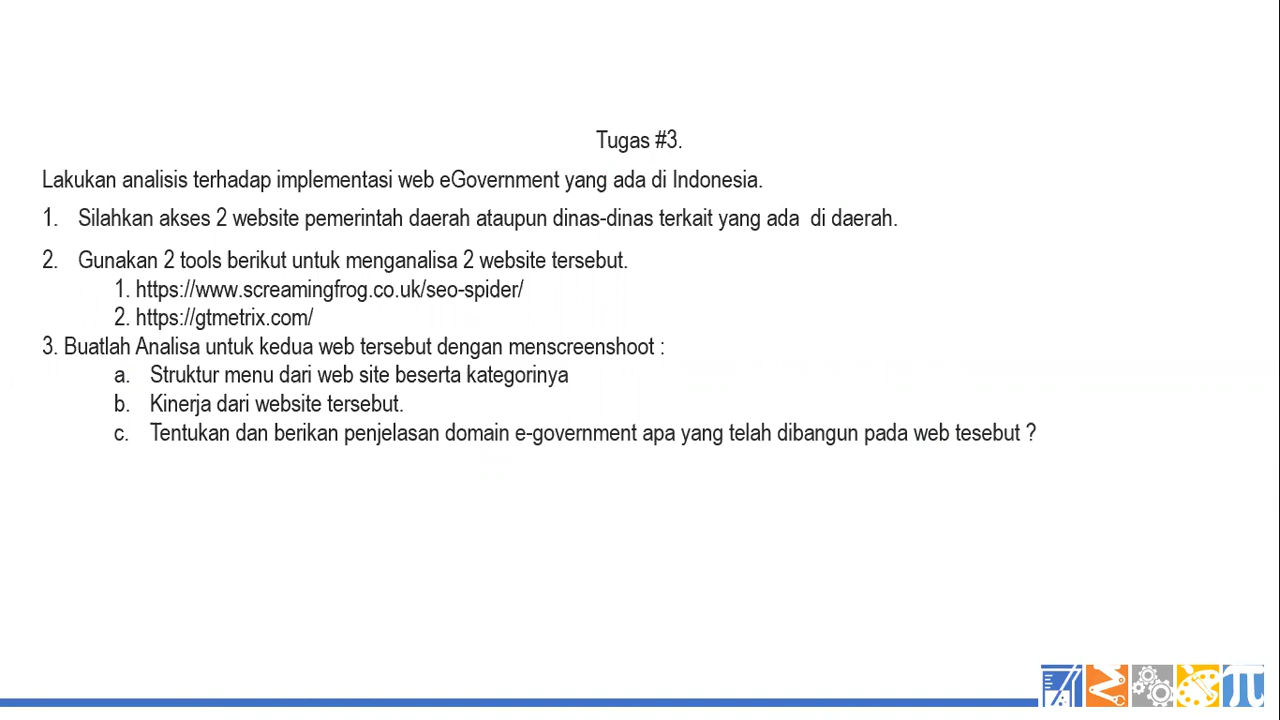 Tugas #3.
Lakukan analisis terhadap implementasi web eGovernment yang ada di Indonesia.
1. Silahkan akses 2 website pemerintah daerah ataupun dinas-dinas terkait yang ada di daerah.
2. Gunakan 2 tools berikut untuk menganalisa 2 website tersebut.
1. https://www.screamingfrog.co.uk/seo-spider/
2. https://gtmetrix.com/
3. Buatlah Analisa untuk kedua web tersebut dengan menscreenshoot :
a. Struktur menu dari web site beserta kategorinya
b. Kinerja dari website tersebut.
c. Tentukan dan berikan penjelasan domain e-government apa yang telah dibangun pada web tesebut ?